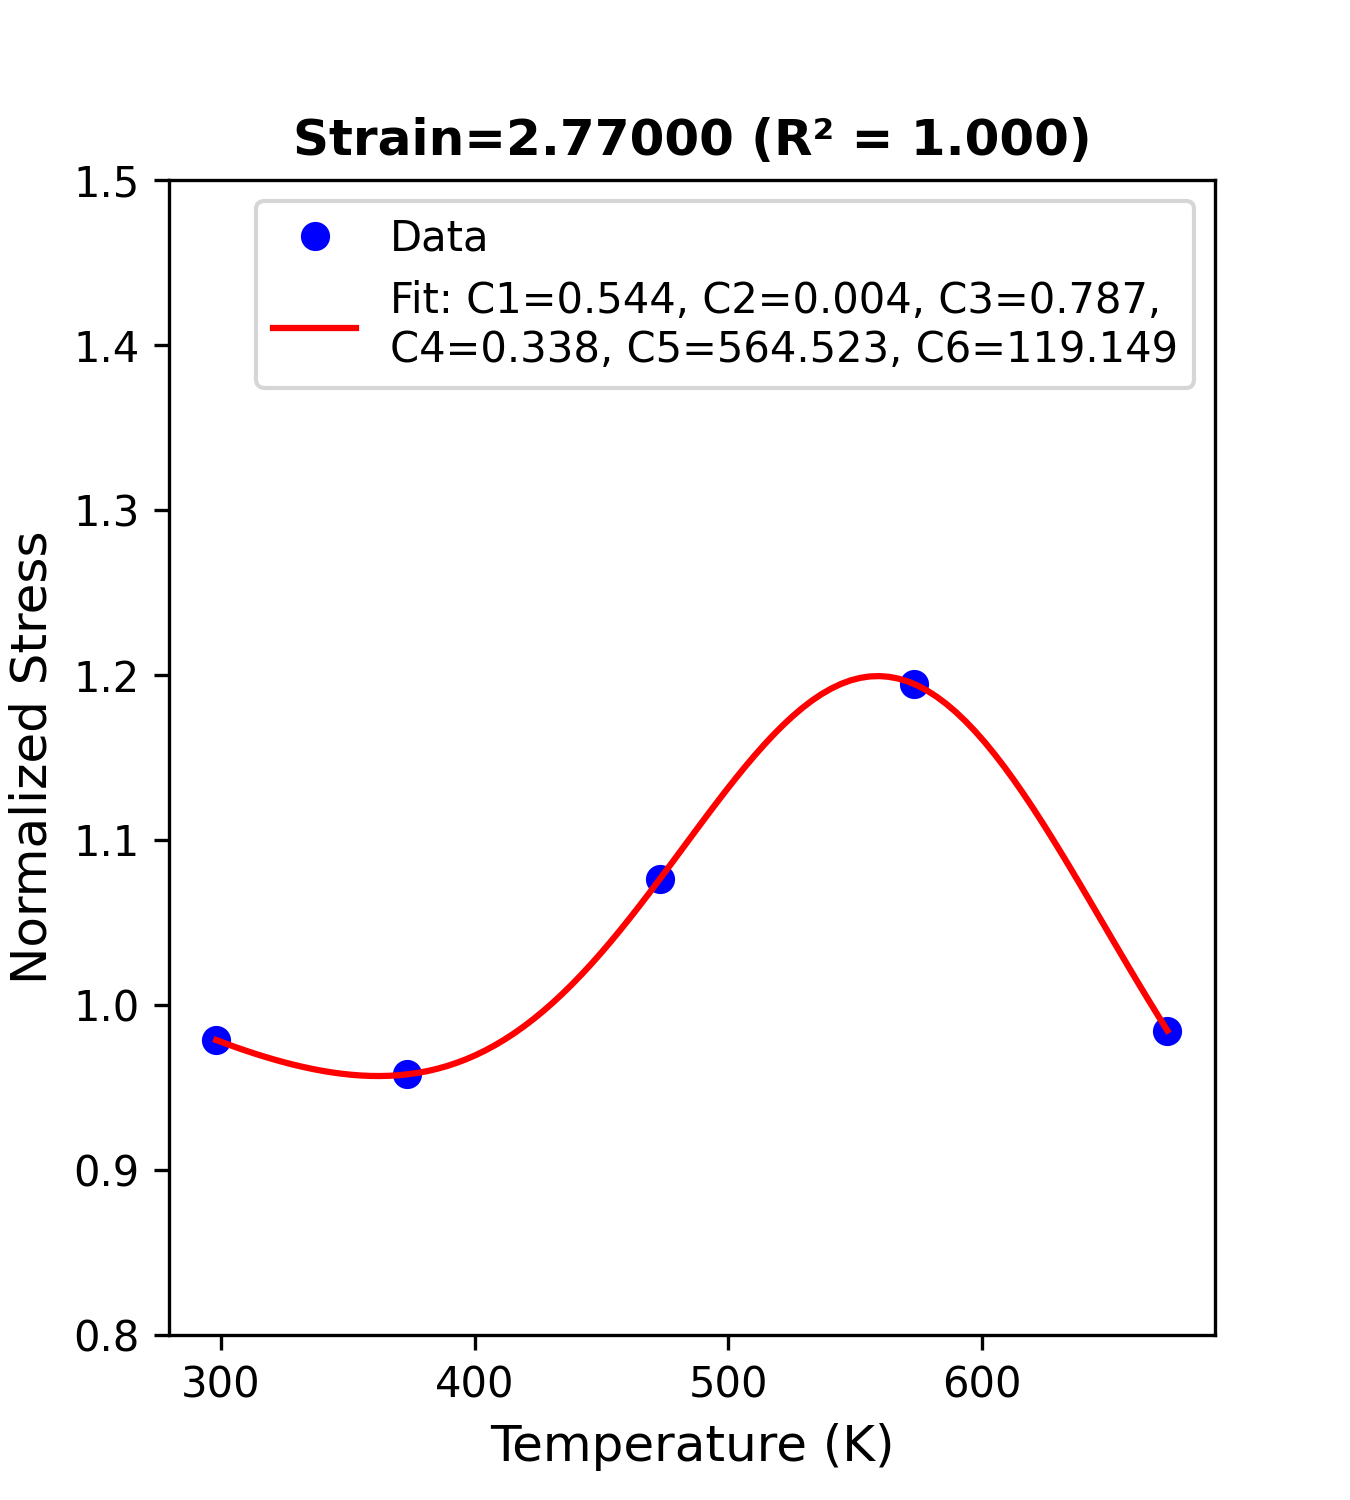 Strain=2.77000 (R² = 1.000)
Data
Fit: C1=0.544, C2=0.004, C3=0.787,
C4=0.338, C5=564.523, C6=119.149
Normalized Stress
1.5
1.4
1.3
1.2
1.1
1.0
0.9
0.8
300 400 500 600
Temperature (K)